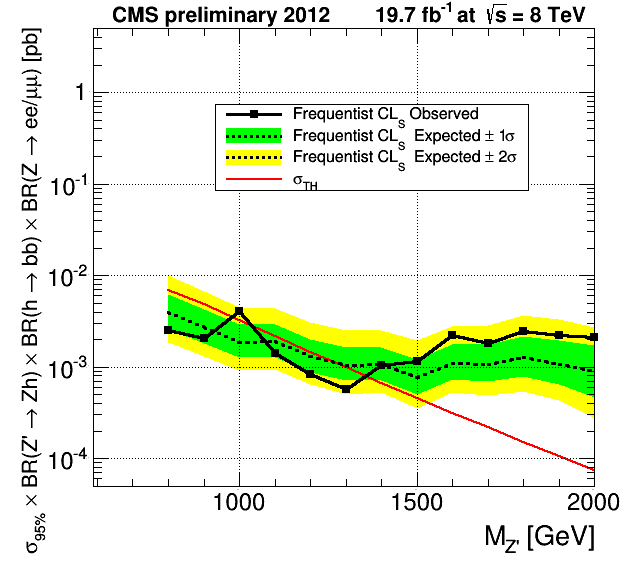 CMS preliminary 2012 19.7 fb⁻¹ at √s = 8 TeV
σ95% × BR(Z' → Zh) × BR(h → bb) × BR(Z → ee/μμ) [pb]
1
10⁻¹
10⁻²
10⁻³
10⁻⁴
Frequentist CLS Observed
Frequentist CLS Expected ± 1σ
Frequentist CLS Expected ± 2σ
σTH
1000 1500 2000
MZ' [GeV]